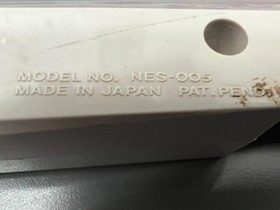 MODEL NO. NES-005
MADE IN JAPAN PAT. PEND.